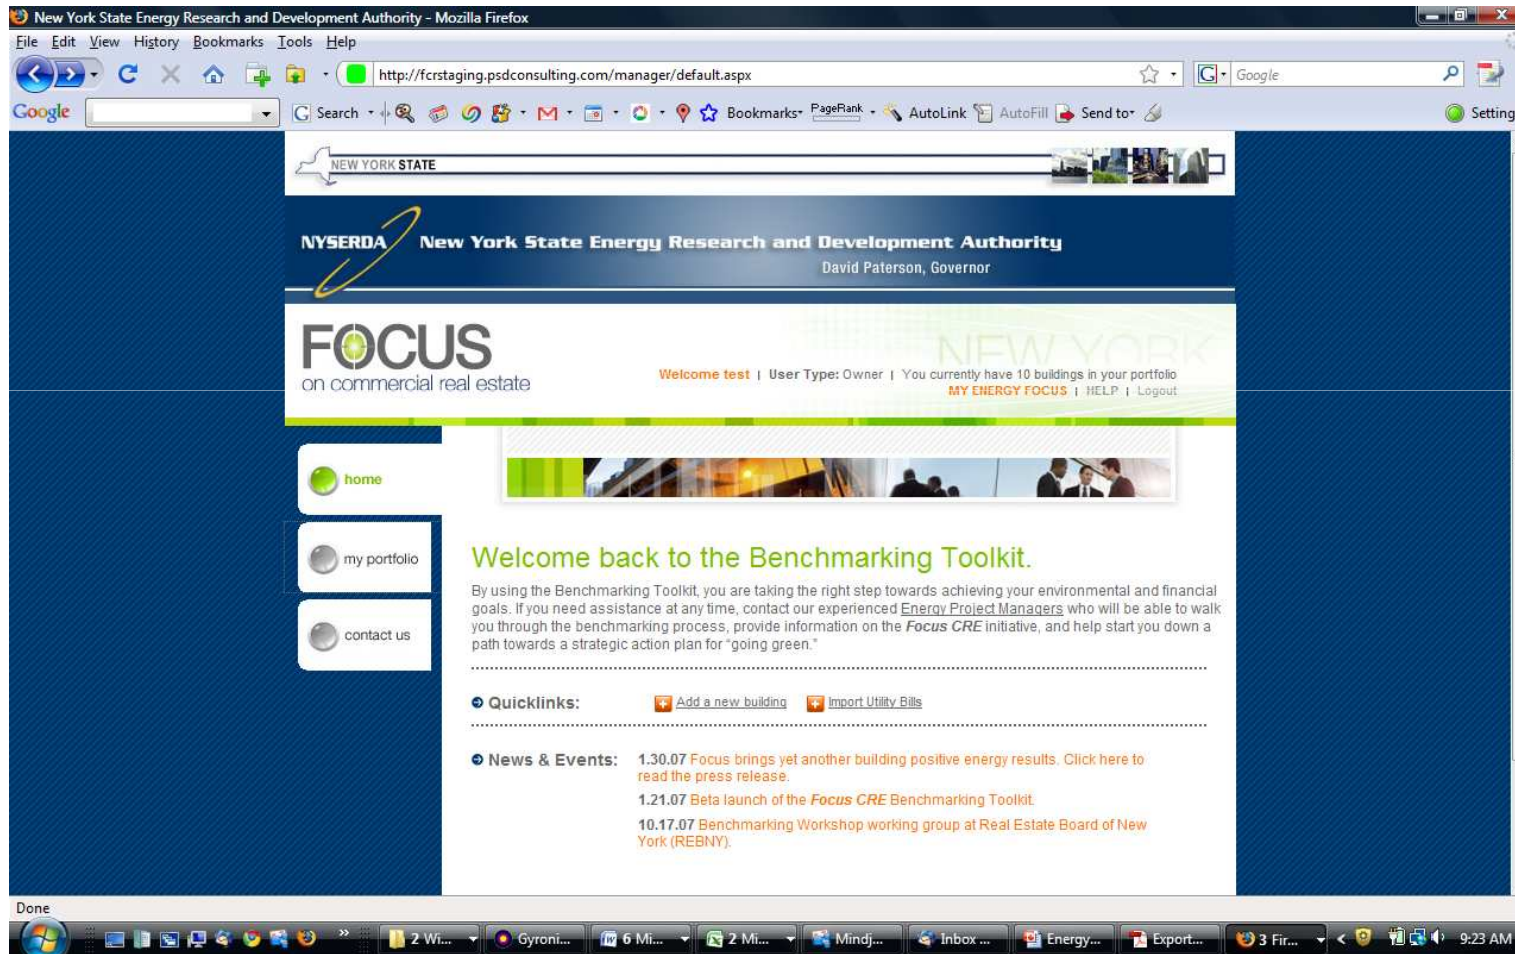 New York State Energy Research and Development Authority - Mozilla Firefox
File Edit View History Bookmarks Tools Help
http://fcrstaging.psdconsulting.com/manager/default.aspx
G Google
Google
G Search Bookmarks PageRank AutoLink AutoFill Send to Setting
NEW YORK STATE
NYSERDA New York State Energy Research and Development Authority
David Paterson, Governor
NEW YORK
FOCUS
on commercial real estate
Welcome test | User Type: Owner | You currently have 10 buildings in your portfolio
MY ENERGY FOCUS | HELP | Logout
home
my portfolio
contact us
Welcome back to the Benchmarking Toolkit.
By using the Benchmarking Toolkit, you are taking the right step towards achieving your environmental and financial
goals. If you need assistance at any time, contact our experienced Energy Project Managers who will be able to walk
you through the benchmarking process, provide information on the Focus CRE initiative, and help start you down a
path towards a strategic action plan for “going green.”
Quicklinks: Add a new building Import Utility Bills
News & Events: 1.30.07 Focus brings yet another building positive energy results. Click here to
read the press release.
1.21.07 Beta launch of the Focus CRE Benchmarking Toolkit.
10.17.07 Benchmarking Workshop working group at Real Estate Board of New
York (REBNY).
Done
2 Wi... Gyroni... 6 Mi... 2 Mi... Mindj... Inbox ... Energy... Export... 3 Fir... 9:23 AM